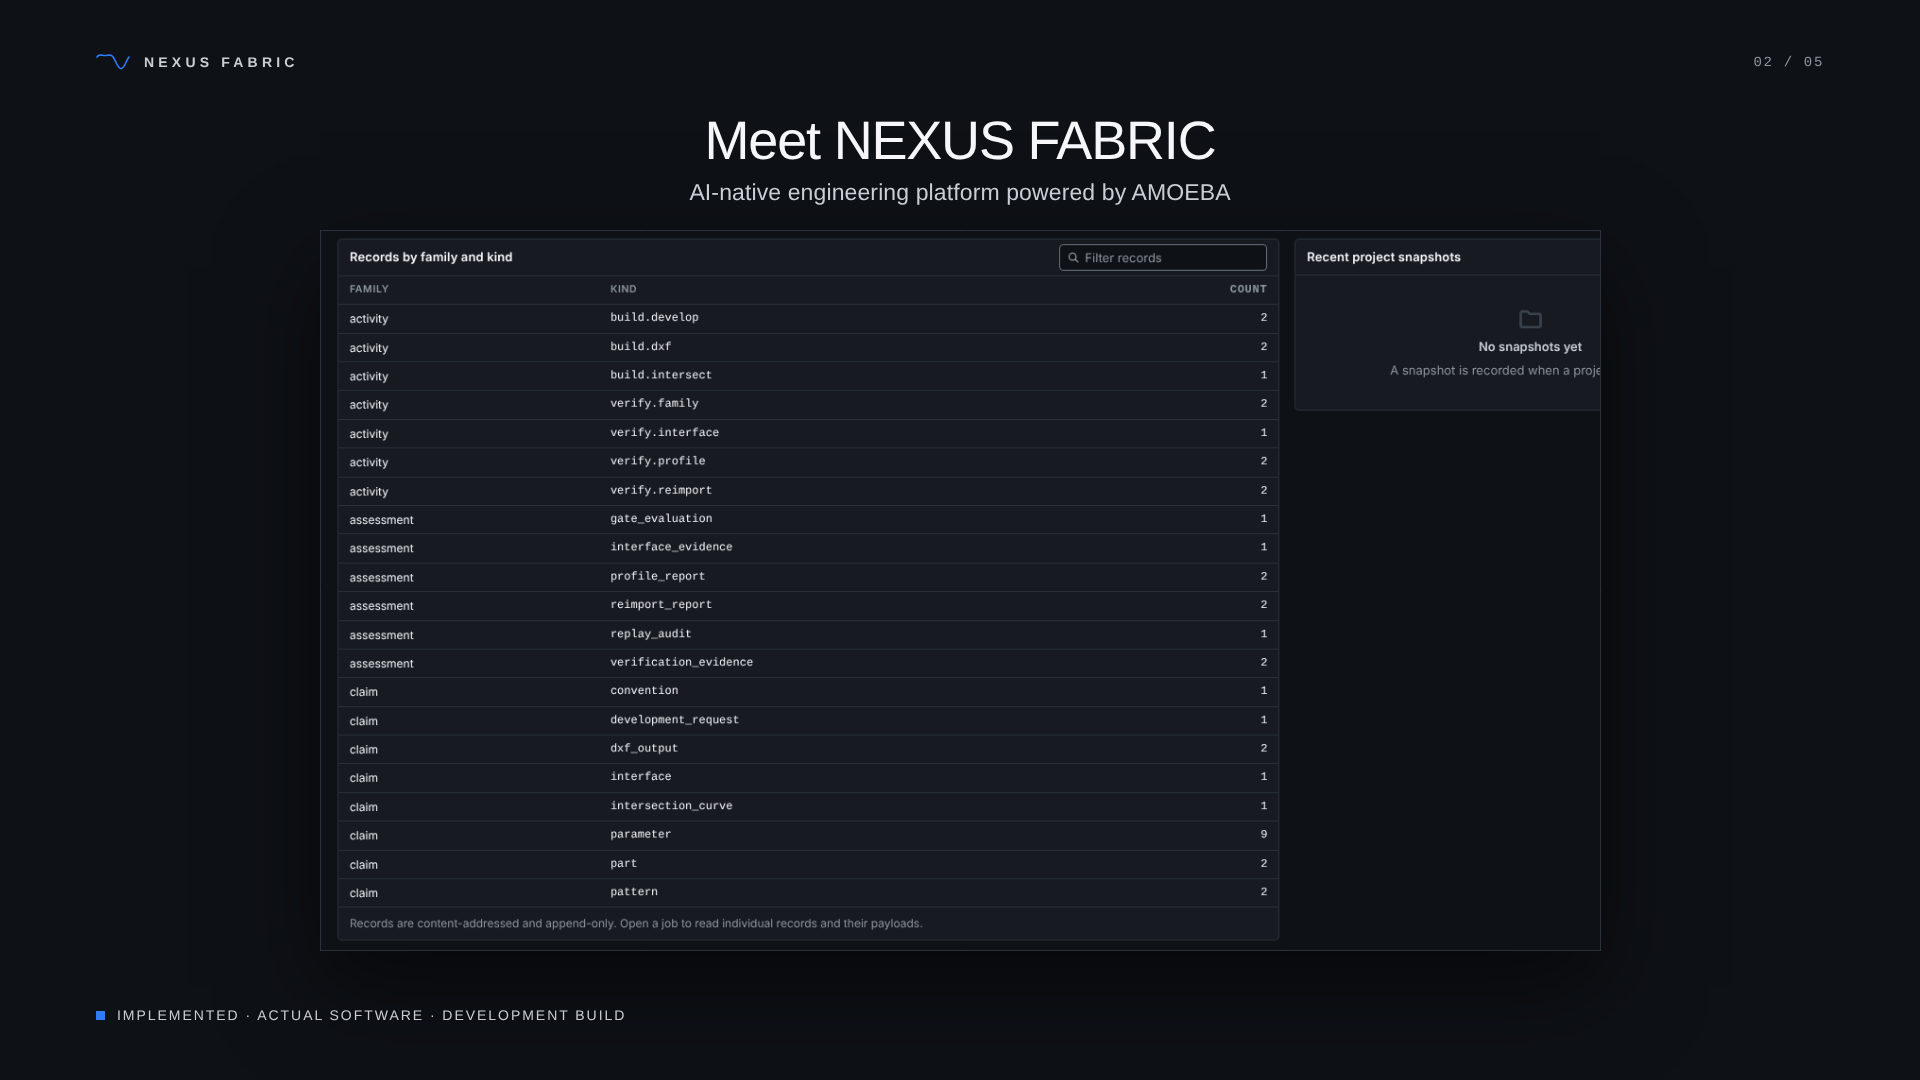 NEXUS FABRIC
02 / 05
Meet NEXUS FABRIC
AI-native engineering platform powered by AMOEBA
Records by family and kind
Filter records
FAMILY KIND COUNT
activity build.develop 2
activity build.dxf 2
activity build.intersect 1
activity verify.family 2
activity verify.interface 1
activity verify.profile 2
activity verify.reimport 2
assessment gate_evaluation 1
assessment interface_evidence 1
assessment profile_report 2
assessment reimport_report 2
assessment replay_audit 1
assessment verification_evidence 2
claim convention 1
claim development_request 1
claim dxf_output 2
claim interface 1
claim intersection_curve 1
claim parameter 9
claim part 2
claim pattern 2
Records are content-addressed and append-only. Open a job to read individual records and their payloads.
Recent project snapshots
No snapshots yet
A snapshot is recorded when a proje
IMPLEMENTED · ACTUAL SOFTWARE · DEVELOPMENT BUILD